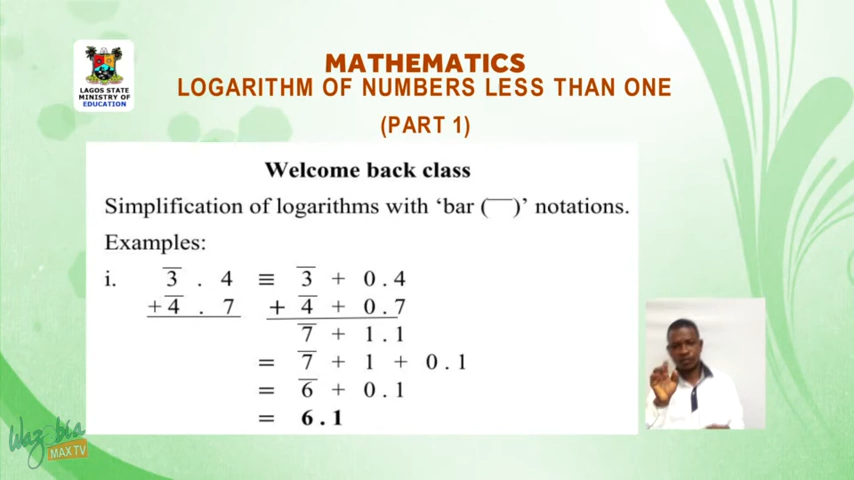 MATHEMATICS
LOGARITHM OF NUMBERS LESS THAN ONE
(PART 1)
LAGOS STATE
MINISTRY OF
EDUCATION
Welcome back class
Simplification of logarithms with ‘bar (‾)’ notations.
Examples:
i. 3̅ . 4 ≡ 3̅ + 0 . 4
+ 4̅ . 7 + 4̅ + 0 . 7
7̅ + 1 . 1
= 7̅ + 1 + 0 . 1
= 6̅ + 0 . 1
= 6 . 1
Wazobia
MAX TV